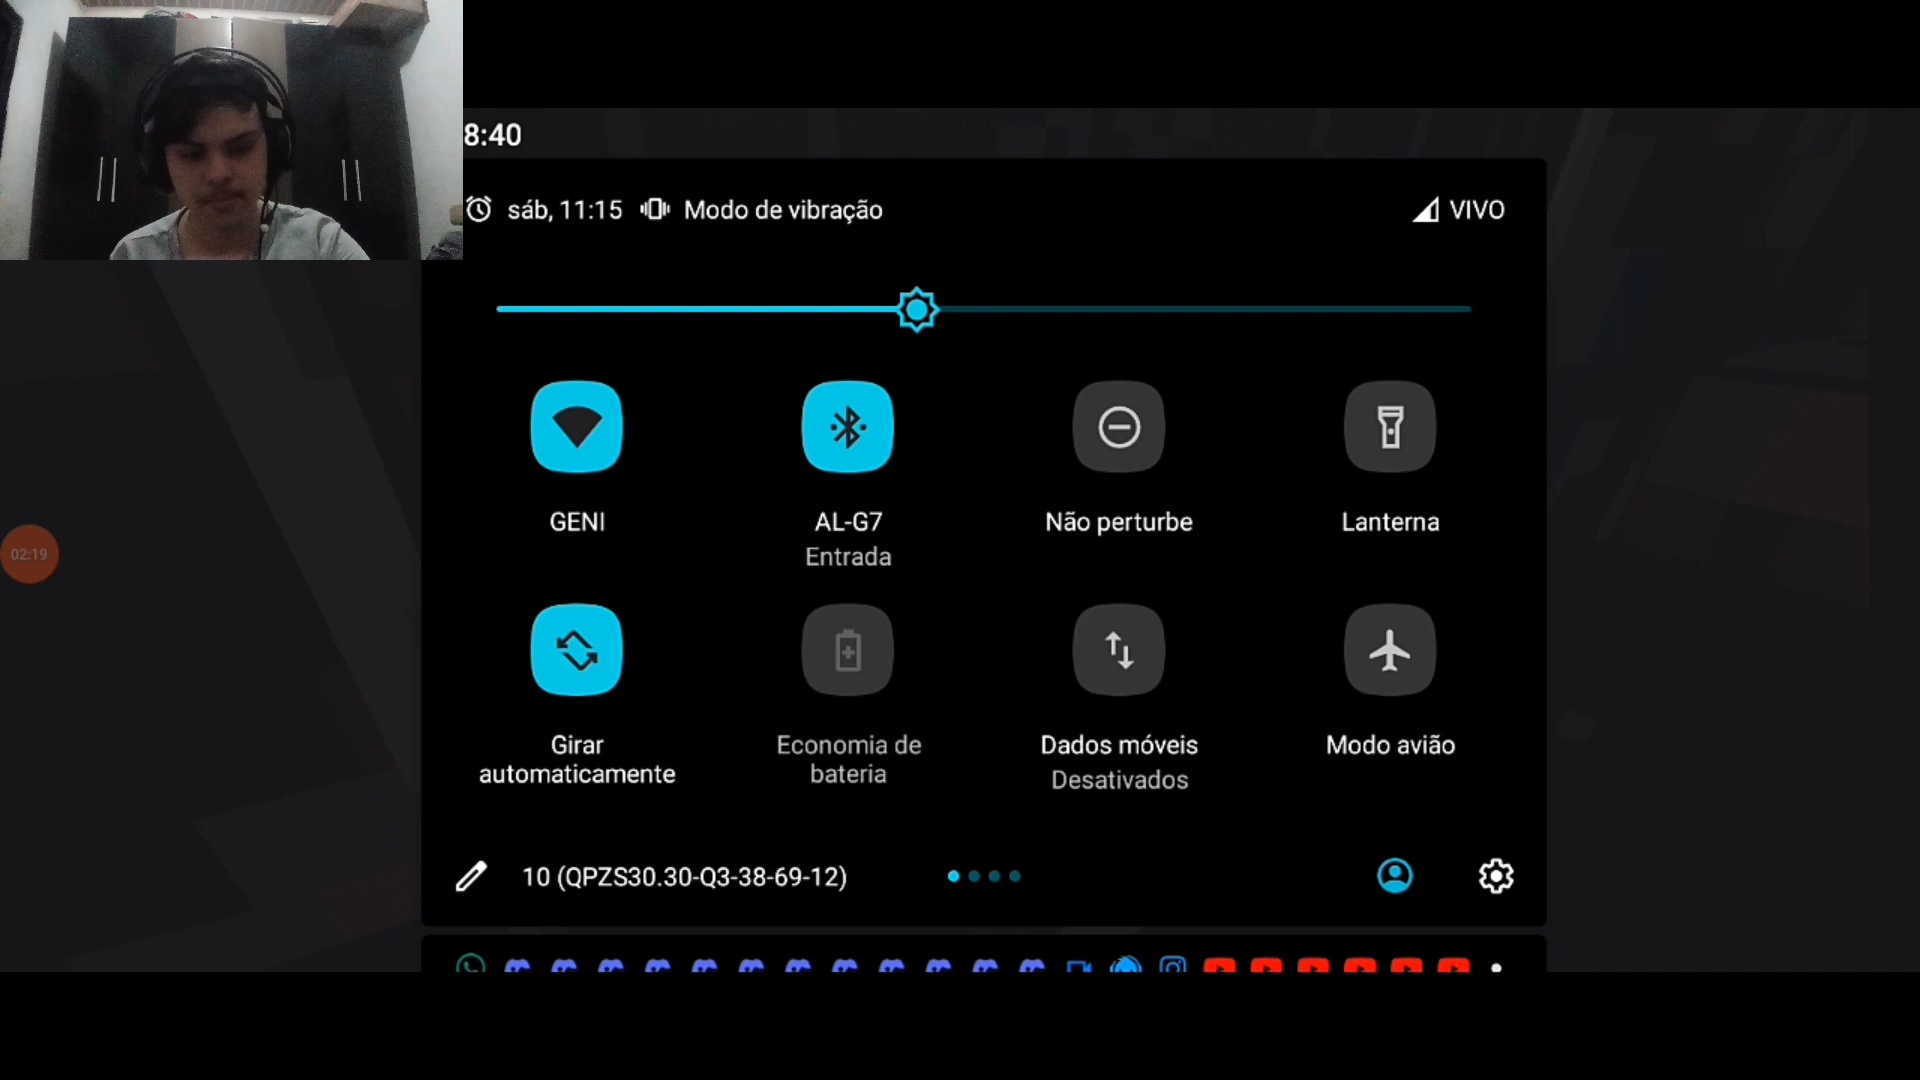 8:40
sáb, 11:15 Modo de vibração VIVO
GENI
AL-G7
Entrada
Não perturbe
Lanterna
02:19
Girar
automaticamente
Economia de
bateria
Dados móveis
Desativados
Modo avião
10 (QPZS30.30-Q3-38-69-12)